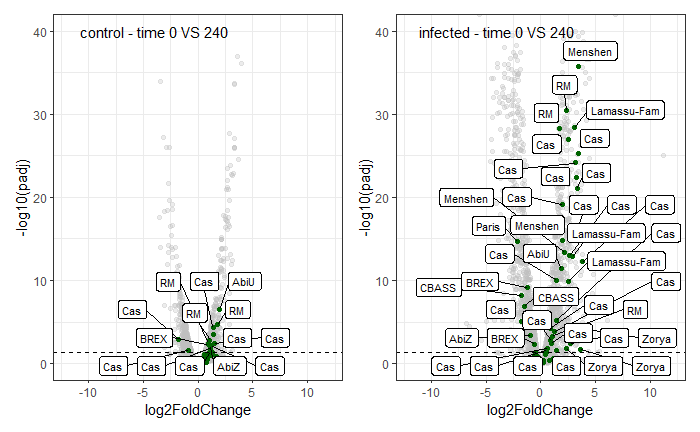 control - time 0 VS 240
40
30
20
10
0
-log10(padj)
RM
Cas
AbiU
Cas
RM
RM
BREX
Cas
Cas
Cas
Cas
Cas
AbiZ
Cas
-10
-5
0
5
10
log2FoldChange
infected - time 0 VS 240
40
30
20
10
0
-log10(padj)
Menshen
RM
RM
Lamassu-Fam
Cas
Cas
Cas
Cas
Cas
Menshen
Cas
Cas
Cas
Cas
Paris
Menshen
Lamassu-Fam
Cas
Cas
AbiU
Lamassu-Fam
CBASS
BREX
Cas
CBASS
Cas
RM
Cas
AbiZ
BREX
Cas
Cas
Zorya
Cas
Cas
Cas
Cas
Zorya
Zorya
-10
-5
0
5
10
log2FoldChange